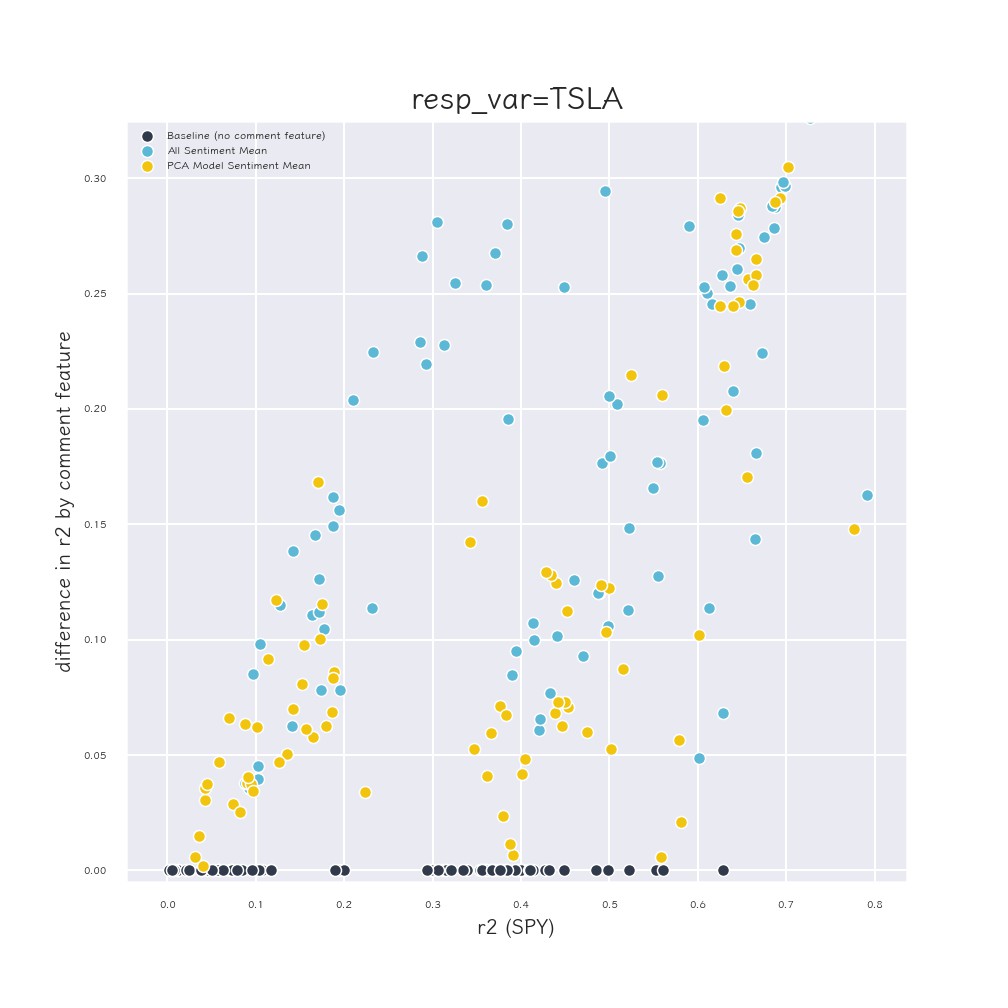 resp_var=TSLA
Baseline (no comment feature)
All Sentiment Mean
PCA Model Sentiment Mean
difference in r2 by comment feature
0.30
0.25
0.20
0.15
0.10
0.05
0.00
0.0 0.1 0.2 0.3 0.4 0.5 0.6 0.7 0.8
r2 (SPY)